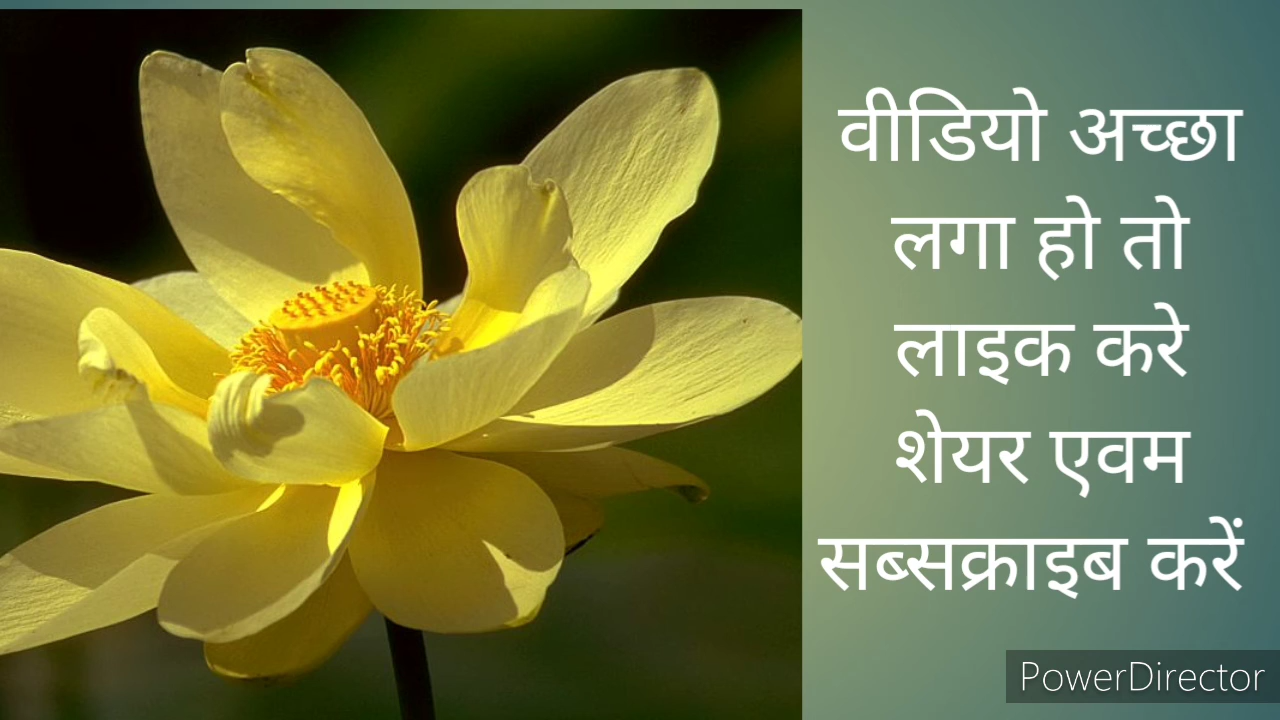 वीडियो अच्छा
लगा हो तो
लाइक करे
शेयर एवम
सब्सक्राइब करें
PowerDirector